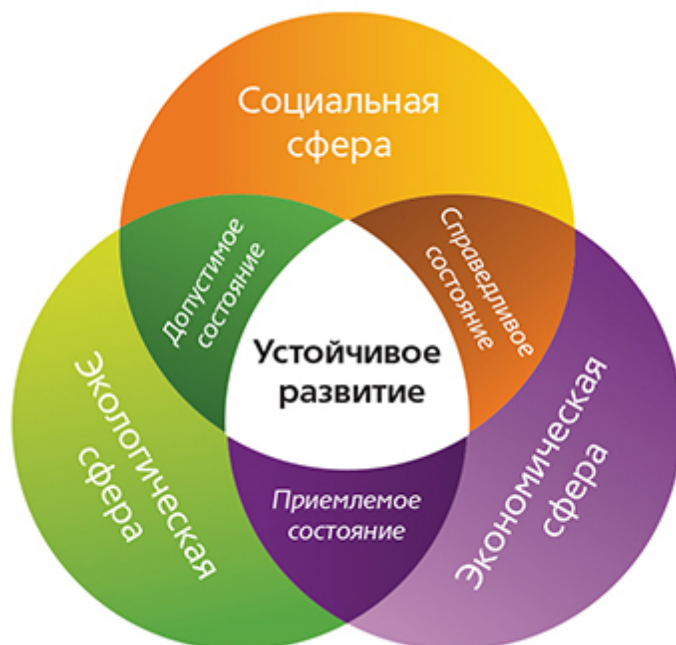 Социальная
сфера
Допустимое
состояние
Справедливое
состояние
Устойчивое
развитие
Экологическая
сфера
Экономическая
сфера
Приемлемое
состояние